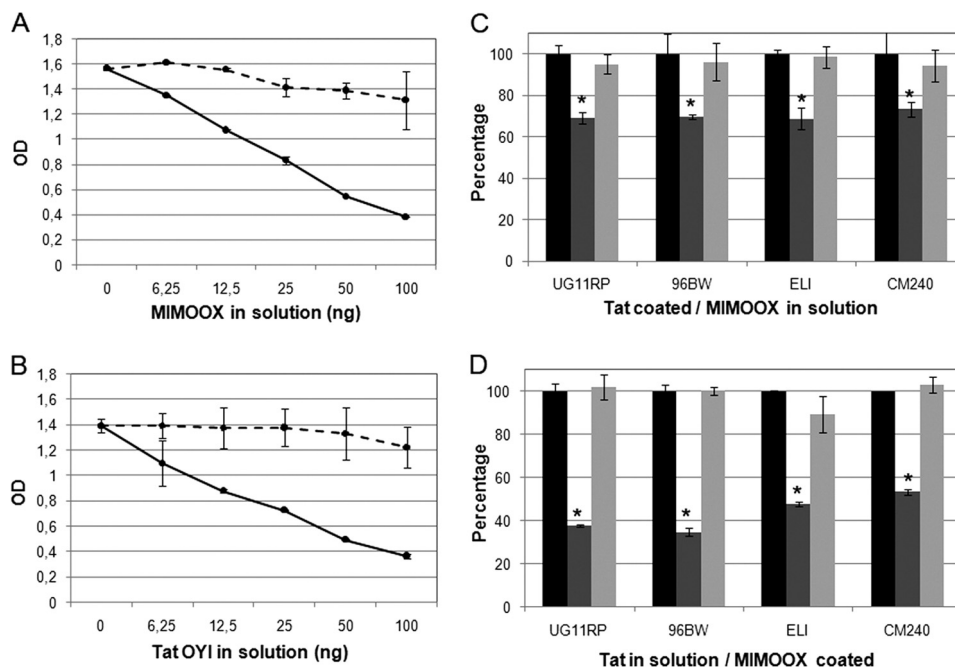 A
OD
1,8
1,6
1,4
1,2
1
0,8
0,6
0,4
0,2
0
0 6,25 12,5 25 50 100
MIMOOX in solution (ng)
B
OD
1,8
1,6
1,4
1,2
1
0,8
0,6
0,4
0,2
0
0 6,25 12,5 25 50 100
Tat OYI in solution (ng)
C
Percentage
100
80
60
40
20
0
* * * *
UG11RP 96BW ELI CM240
Tat coated / MIMOOX in solution
D
Percentage
100
80
60
40
20
0
* * * *
UG11RP 96BW ELI CM240
Tat in solution / MIMOOX coated